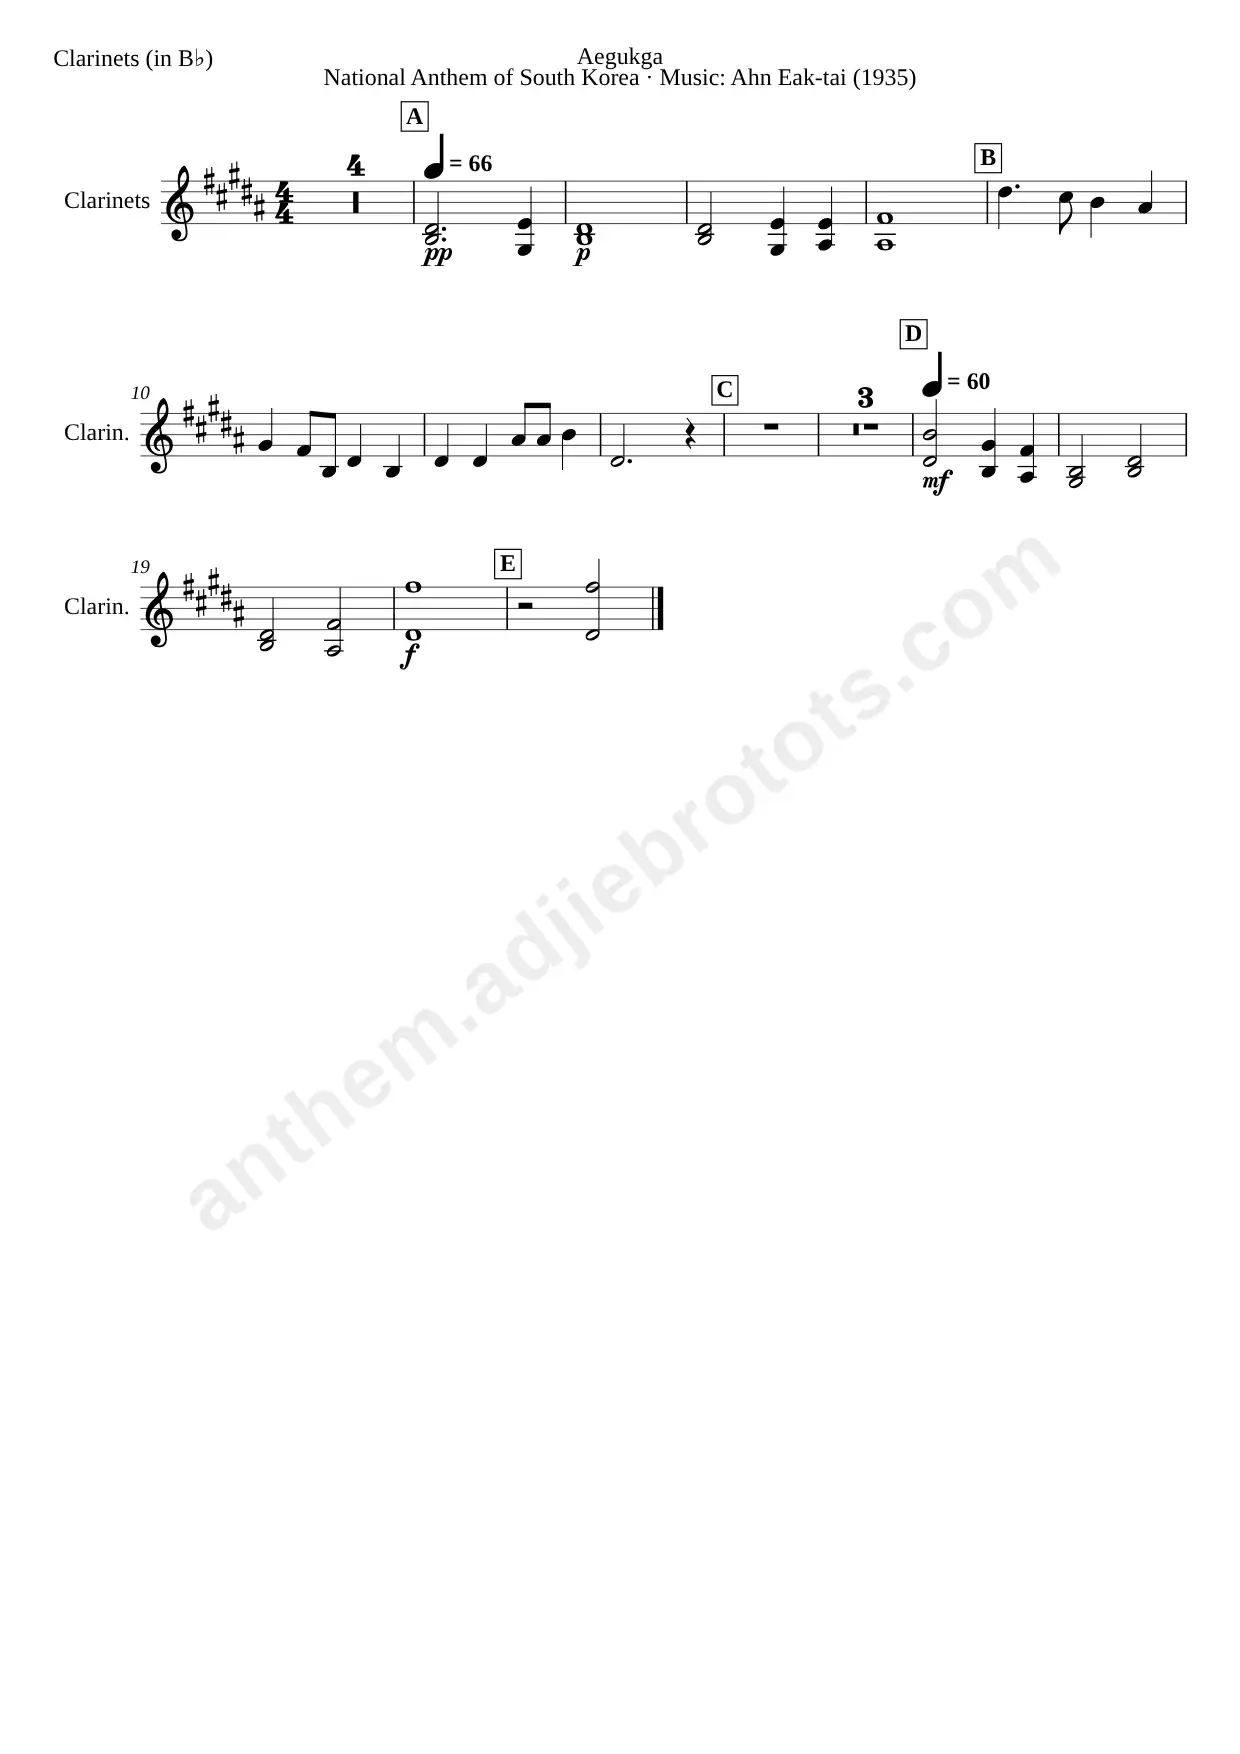 Clarinets (in B♭)
Aegukga
National Anthem of South Korea · Music: Ahn Eak-tai (1935)
A
4
= 66
B
Clarinets
4
4
pp
p
D
C
= 60
10
3
Clarin.
mf
E
19
Clarin.
f
anthem.adjiebrotots.com